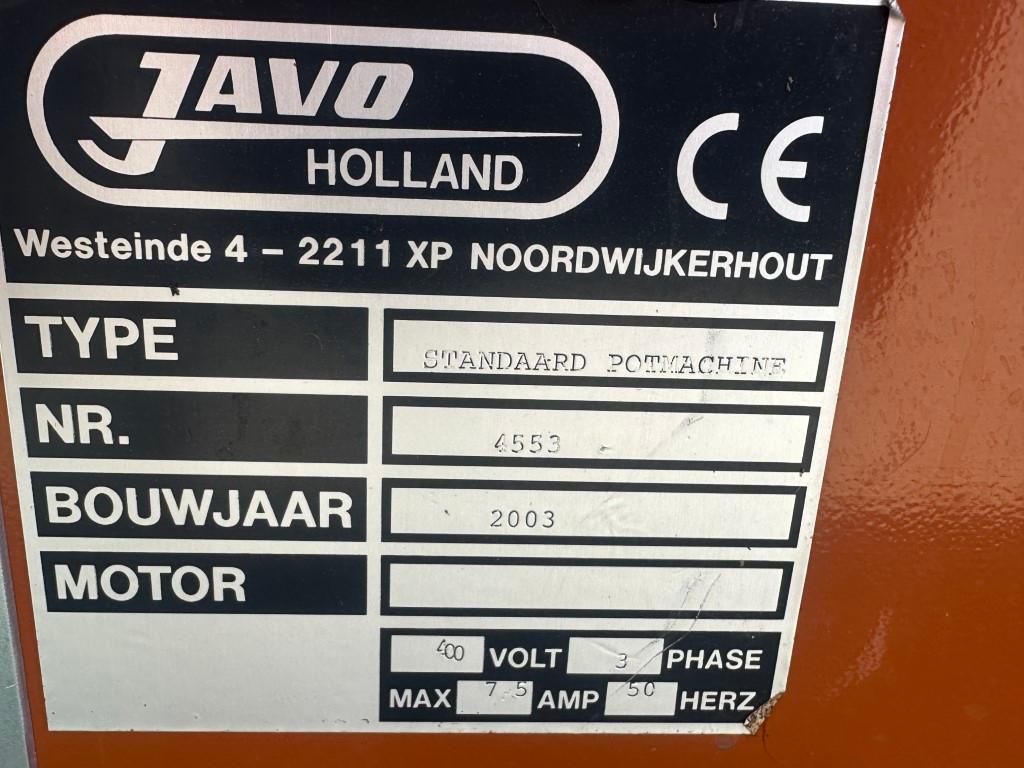 JAVO
HOLLAND
CE
Westeinde 4 – 2211 XP NOORDWIJKERHOUT
TYPE STANDAARD POTMACHINE
NR. 4553
BOUWJAAR 2003
MOTOR
400 VOLT 3 PHASE
MAX 7 5 AMP 50 HERZ